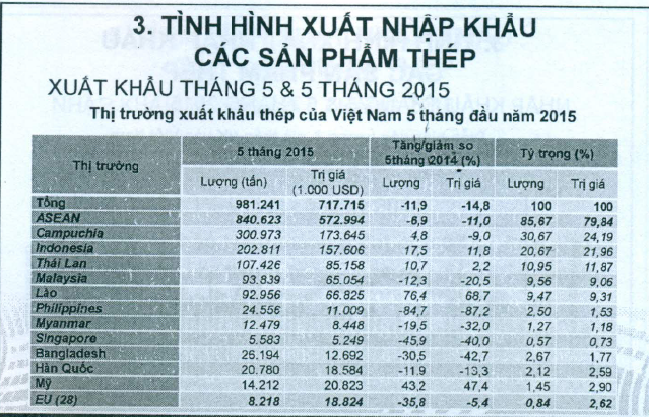 3. TÌNH HÌNH XUẤT NHẬP KHẨU
CÁC SẢN PHẨM THÉP
XUẤT KHẨU THÁNG 5 & 5 THÁNG 2015
Thị trường xuất khẩu thép của Việt Nam 5 tháng đầu năm 2015
Thị trường 5 tháng 2015 Tăng/giảm so 5tháng 2014 (%) Tỷ trọng (%)
Lượng (tấn) Trị giá (1.000 USD) Lượng Trị giá Lượng Trị giá
Tổng 981.241 717.715 -11,9 -14,8 100 100
ASEAN 840.623 572.994 -6,9 -11,0 85,67 79,84
Campuchia 300.973 173.645 4,8 -9,0 30,67 24,19
Indonesia 202.811 157.606 17,5 11,8 20,67 21,96
Thái Lan 107.426 85.158 10,7 2,2 10,95 11,87
Malaysia 93.839 65.054 -12,3 -20,5 9,56 9,06
Lào 92.956 66.825 76,4 68,7 9,47 9,31
Philippines 24.556 11.009 -84,7 -87,2 2,50 1,53
Myanmar 12.479 8.448 -19,5 -32,0 1,27 1,18
Singapore 5.583 5.249 -45,9 -40,0 0,57 0,73
Bangladesh 26.194 12.692 -30,5 -42,7 2,67 1,77
Hàn Quốc 20.780 18.584 -11,9 -13,3 2,12 2,59
Mỹ 14.212 20.823 43,2 47,4 1,45 2,90
EU (28) 8.218 18.824 -35,8 -5,4 0,84 2,62